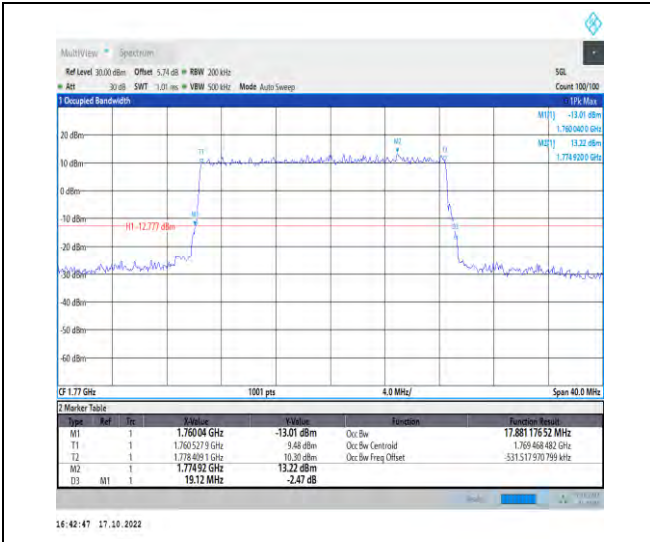 MultiView Spectrum
Ref Level 30.00 dBm Offset 5.74 dB RBW 200 kHz SGL
Att 30 dB SWT 1.01 ms VBW 500 kHz Mode Auto Sweep Count 100/100
1 Occupied Bandwidth 1Pk Max
M1[1] -13.01 dBm
1.760 040 0 GHz
M2[1] 13.22 dBm
1.774 920 0 GHz
20 dBm
M2
T1
10 dBm
0 dBm
-10 dBm
M1
H1 -12.777 dBm
-20 dBm
-30 dBm
-40 dBm
-50 dBm
-60 dBm
CF 1.77 GHz 1001 pts 4.0 MHz/ Span 40.0 MHz
2 Marker Table
Type Ref Trc X-Value Y-Value Function Function Result
M1 1 1.76004 GHz -13.01 dBm Occ Bw 17.881 176 52 MHz
T1 1 1.760 527 9 GHz 9.48 dBm Occ Bw Centroid 1.769 468 482 GHz
T2 1 1.778 409 1 GHz 10.30 dBm Occ Bw Freq Offset -531.517 970 799 kHz
M2 1 1.77492 GHz 13.22 dBm
D3 M1 1 19.12 MHz -2.47 dB
16:42:47 17.10.2022